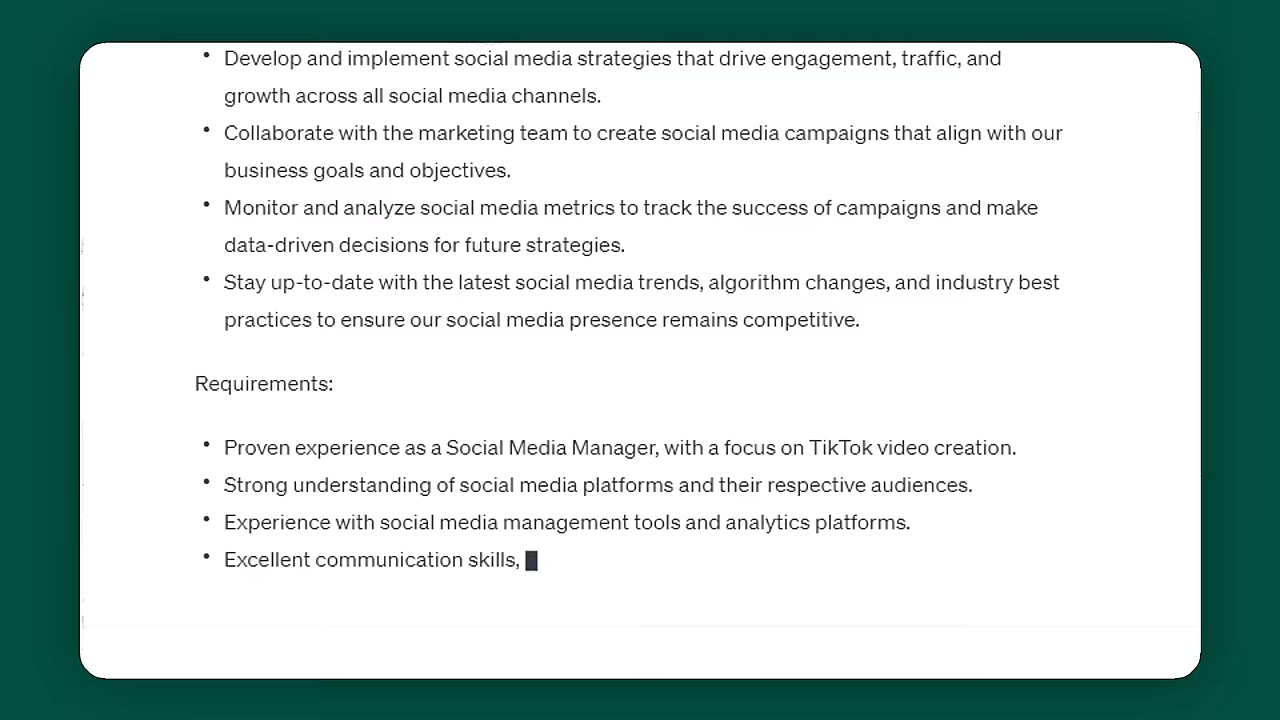 • Develop and implement social media strategies that drive engagement, traffic, and
growth across all social media channels.
• Collaborate with the marketing team to create social media campaigns that align with our
business goals and objectives.
• Monitor and analyze social media metrics to track the success of campaigns and make
data-driven decisions for future strategies.
• Stay up-to-date with the latest social media trends, algorithm changes, and industry best
practices to ensure our social media presence remains competitive.
Requirements:
• Proven experience as a Social Media Manager, with a focus on TikTok video creation.
• Strong understanding of social media platforms and their respective audiences.
• Experience with social media management tools and analytics platforms.
• Excellent communication skills,